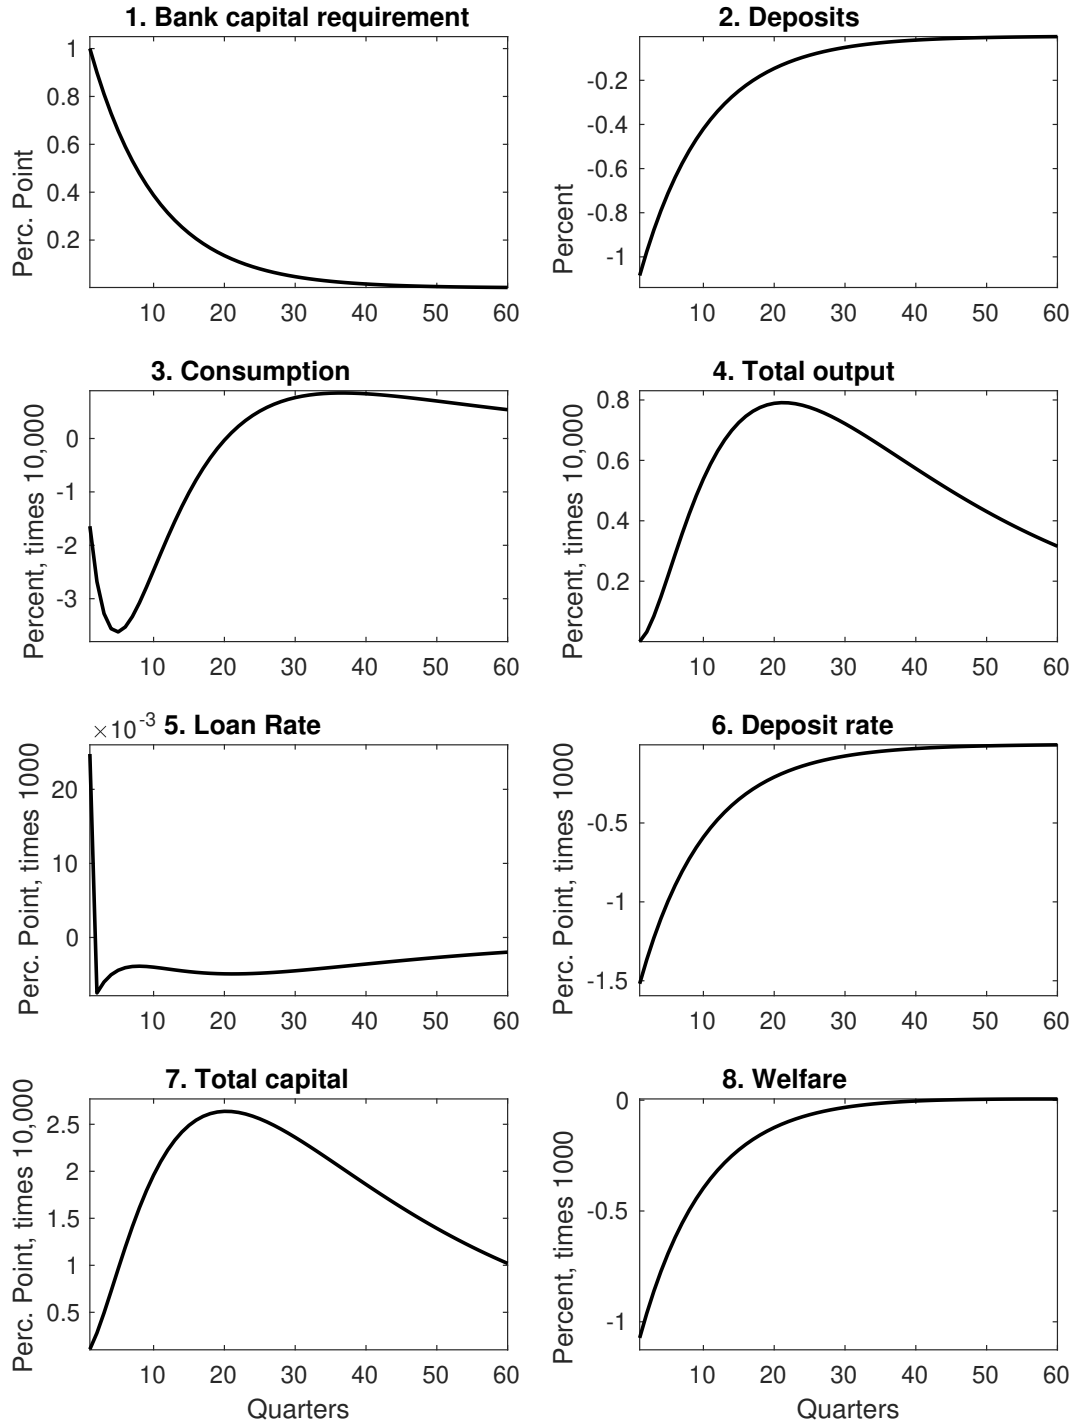 1. Bank capital requirement
Perc. Point
1
0.8
0.6
0.4
0.2
10 20 30 40 50 60
2. Deposits
Percent
-0.2
-0.4
-0.6
-0.8
-1
10 20 30 40 50 60
3. Consumption
Percent, times 10,000
0
-1
-2
-3
10 20 30 40 50 60
4. Total output
Percent, times 10,000
0.8
0.6
0.4
0.2
10 20 30 40 50 60
×10-3 5. Loan Rate
Perc. Point, times 1000
20
10
0
10 20 30 40 50 60
6. Deposit rate
Perc. Point, times 1000
-0.5
-1
-1.5
10 20 30 40 50 60
7. Total capital
Perc. Point, times 10,000
2.5
2
1.5
1
0.5
10 20 30 40 50 60
Quarters
8. Welfare
Percent, times 1000
0
-0.5
-1
10 20 30 40 50 60
Quarters